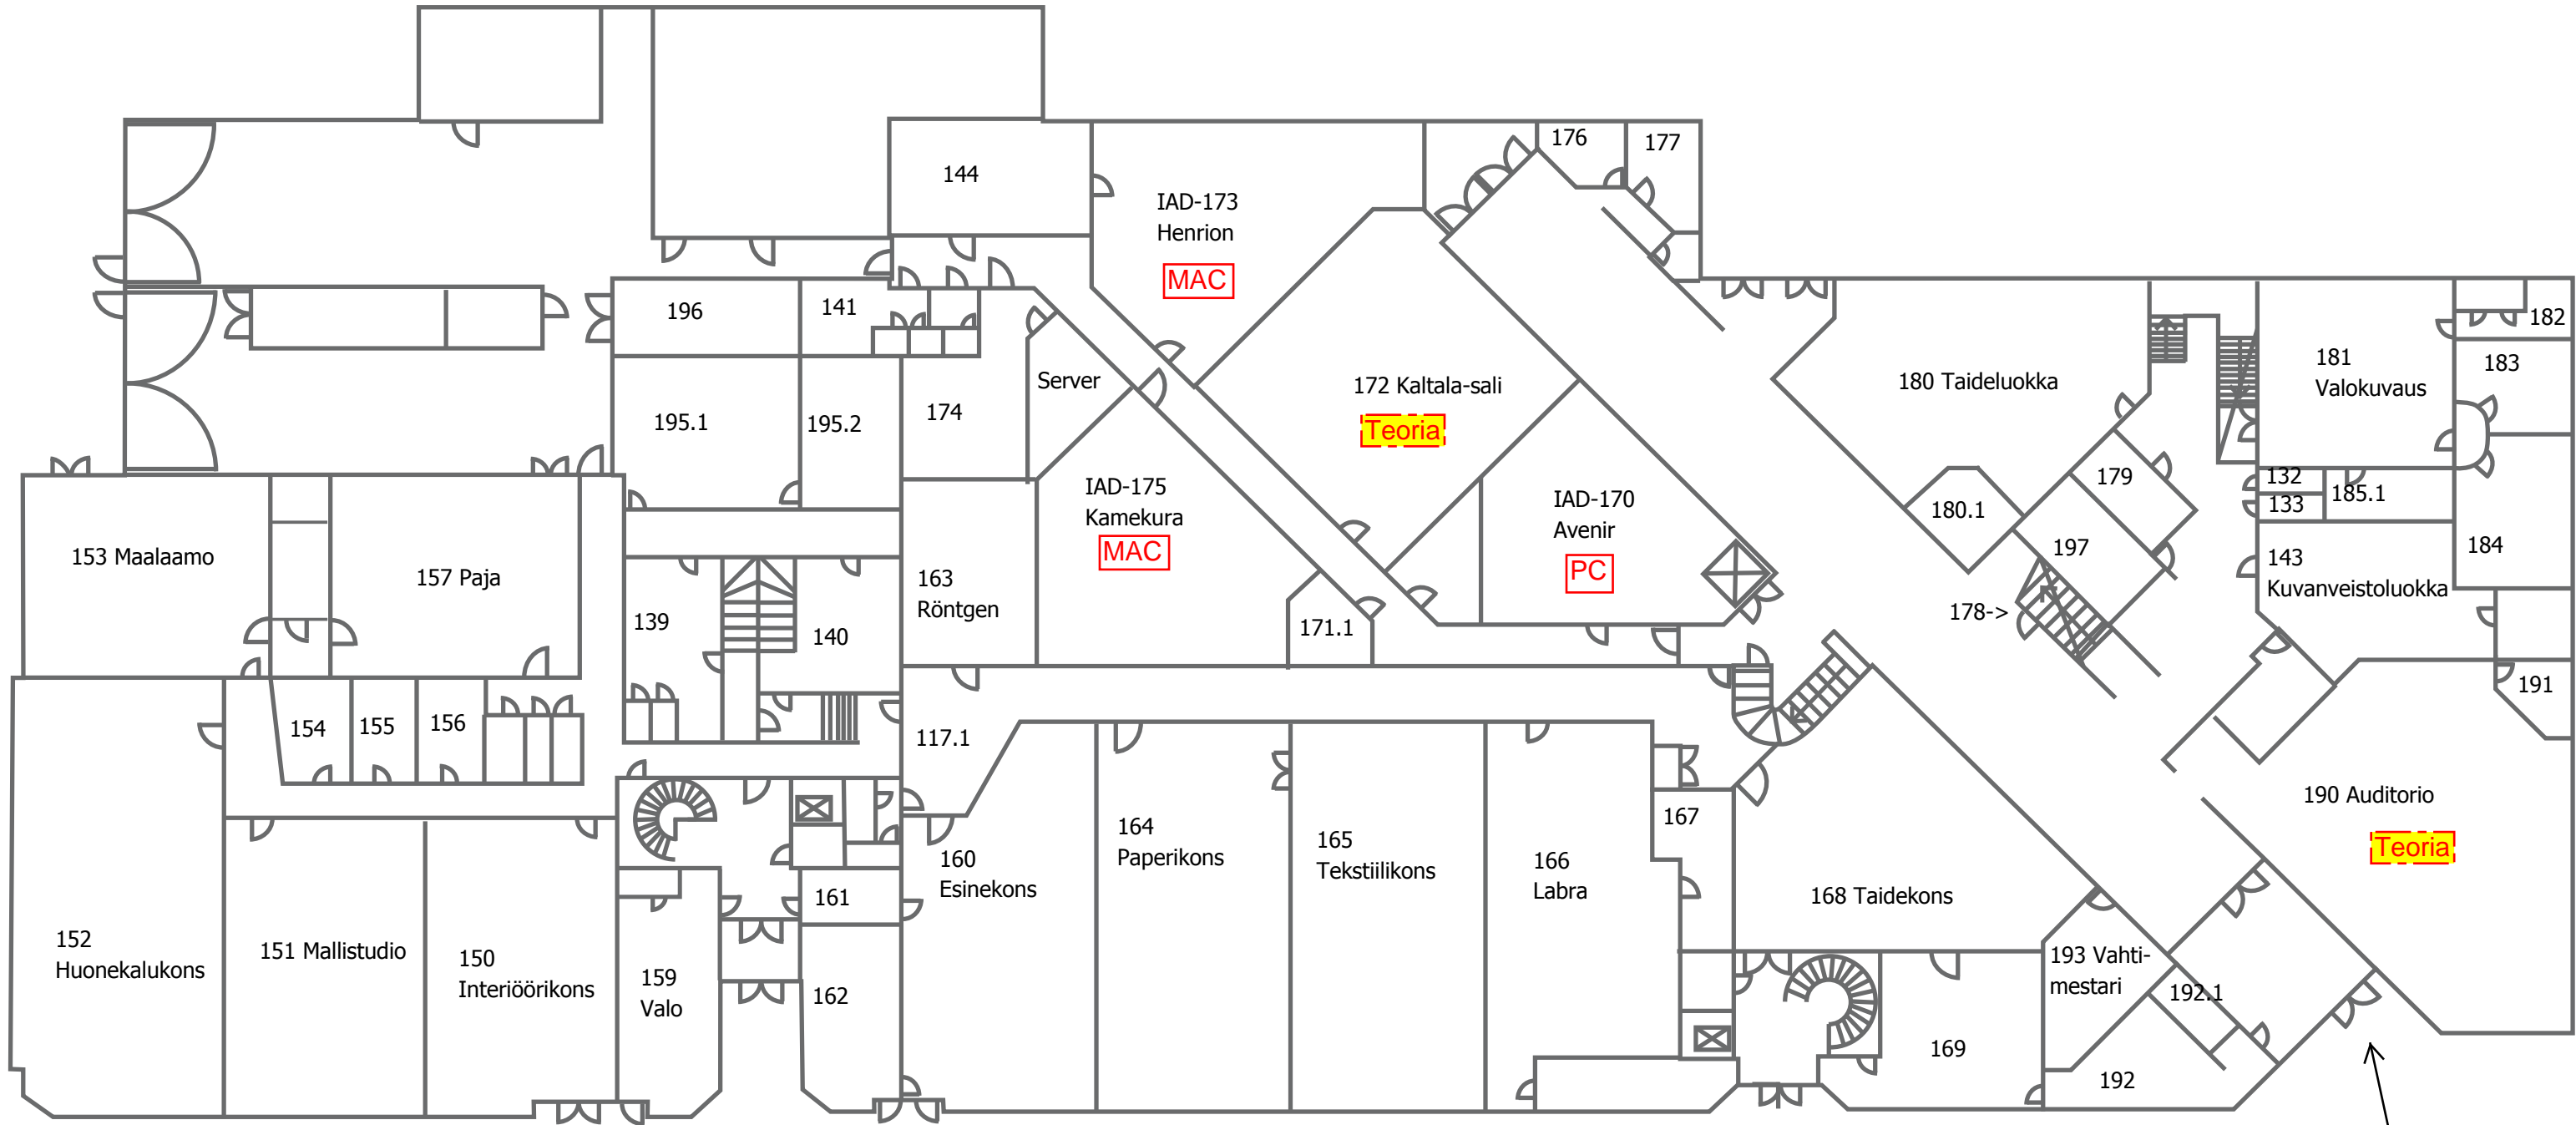 144
IAD-173
Henrion
MAC
176
177
196
141
195.1
195.2
174
Server
172 Kaltala-sali
Teoria
180 Taideluokka
181
Valokuvaus
182
183
IAD-175
Kamekura
MAC
IAD-170
Avenir
PC
180.1
179
197
132
133
185.1
184
143
Kuvanveistoluokka
178->
153 Maalaamo
157 Paja
139
140
163
Röntgen
171.1
191
154
155
156
117.1
190 Auditorio
Teoria
152
Huonekalukons
151 Mallistudio
150
Interiöörikons
159
Valo
161
162
160
Esinekons
164
Paperikons
165
Tekstiilikons
166
Labra
167
168 Taidekons
193 Vahti-
mestari
192.1
169
192